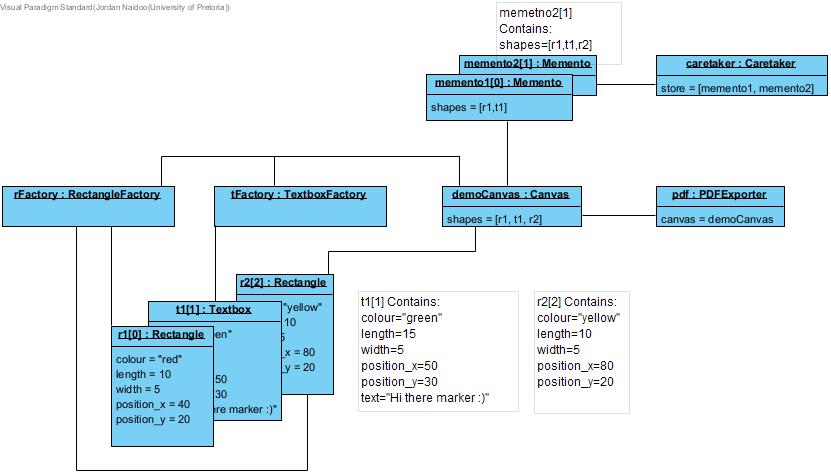 Visual Paradigm Standard(Jordan Naidoo(University of Pretoria))
memetno2[1]
Contains:
shapes=[r1,t1,r2]
memento2[1] : Memento
memento1[0] : Memento
shapes = [r1,t1]
caretaker : Caretaker
store = [memento1, memento2]
rFactory : RectangleFactory
tFactory : TextboxFactory
demoCanvas : Canvas
shapes = [r1, t1, r2]
pdf : PDFExporter
canvas = demoCanvas
r2[2] : Rectangle
"yellow"
10
5
_x = 80
_y = 20
t1[1] : Textbox
en"
50
30
ere marker :)"
r1[0] : Rectangle
colour = "red"
length = 10
width = 5
position_x = 40
position_y = 20
t1[1] Contains:
colour="green"
length=15
width=5
position_x=50
position_y=30
text="Hi there marker :)"
r2[2] Contains:
colour="yellow"
length=10
width=5
position_x=80
position_y=20